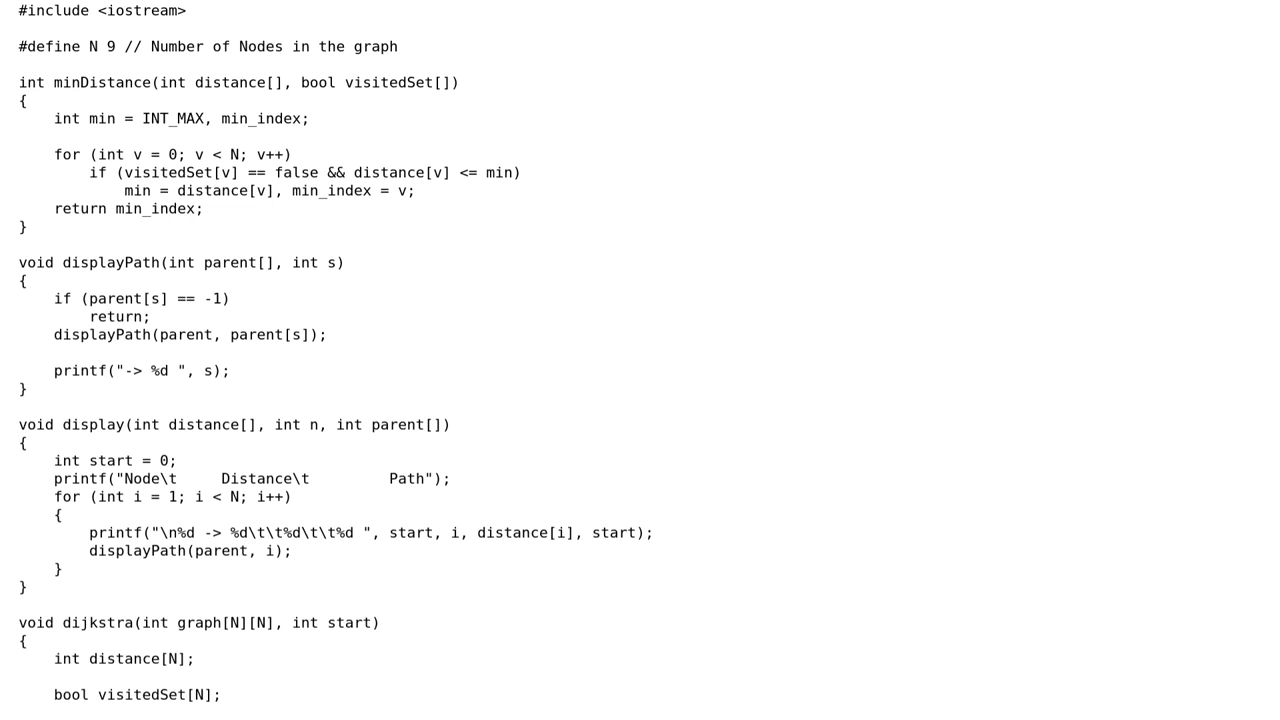 #include <iostream>
#define N 9 // Number of Nodes in the graph
int minDistance(int distance[], bool visitedSet[])
{
    int min = INT_MAX, min_index;
    for (int v = 0; v < N; v++)
        if (visitedSet[v] == false && distance[v] <= min)
            min = distance[v], min_index = v;
    return min_index;
}
void displayPath(int parent[], int s)
{
    if (parent[s] == -1)
        return;
    displayPath(parent, parent[s]);
    printf("-> %d ", s);
}
void display(int distance[], int n, int parent[])
{
    int start = 0;
    printf("Node\t     Distance\t         Path");
    for (int i = 1; i < N; i++)
    {
        printf("\n%d -> %d\t\t%d\t\t%d ", start, i, distance[i], start);
        displayPath(parent, i);
    }
}
void dijkstra(int graph[N][N], int start)
{
    int distance[N];
    bool visitedSet[N];